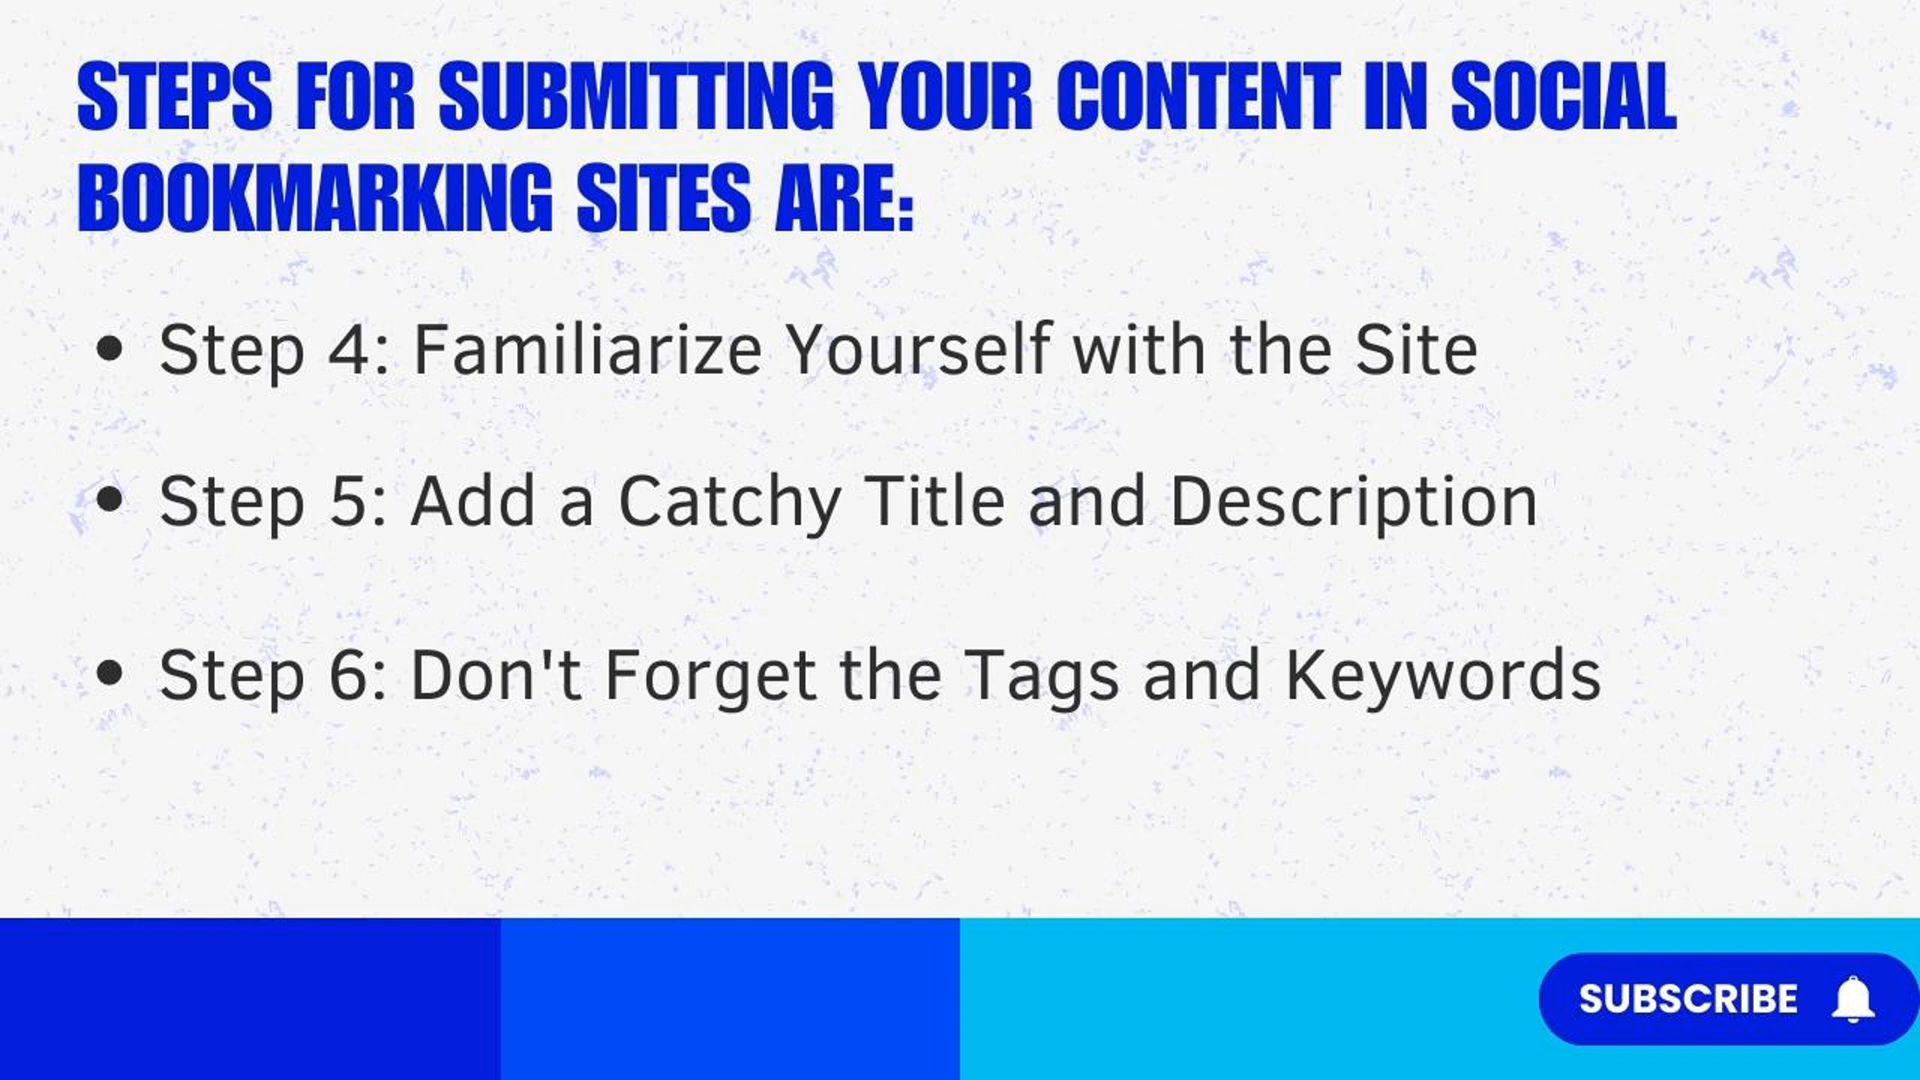 STEPS FOR SUBMITTING YOUR CONTENT IN SOCIAL
BOOKMARKING SITES ARE:
• Step 4: Familiarize Yourself with the Site
• Step 5: Add a Catchy Title and Description
• Step 6: Don't Forget the Tags and Keywords
SUBSCRIBE